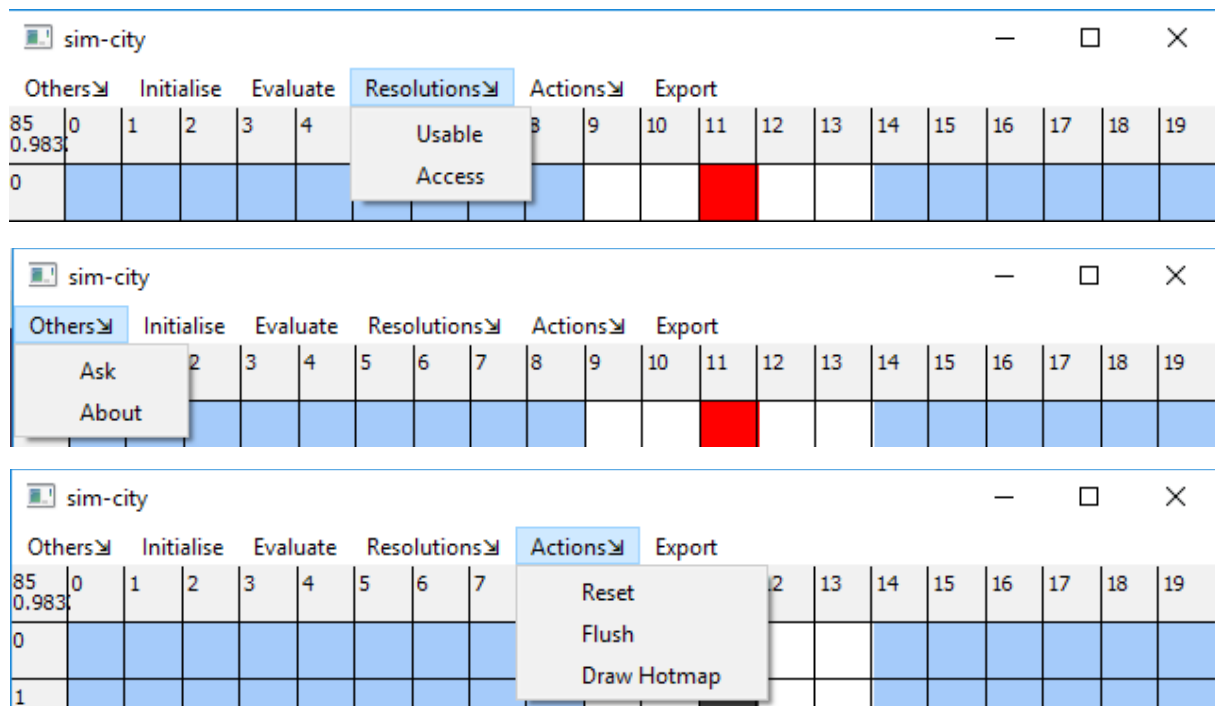 sim-city
Others⇲ Initialise Evaluate Resolutions⇲ Actions⇲ Export
85 0 1 2 3 4 8 9 10 11 12 13 14 15 16 17 18 19
0.983
Usable
Access
0
sim-city
Others⇲ Initialise Evaluate Resolutions⇲ Actions⇲ Export
2 3 4 5 6 7 8 9 10 11 12 13 14 15 16 17 18 19
Ask
About
sim-city
Others⇲ Initialise Evaluate Resolutions⇲ Actions⇲ Export
85 0 1 2 3 4 5 6 7 12 13 14 15 16 17 18 19
0.983
Reset
0
Flush
Draw Hotmap
1